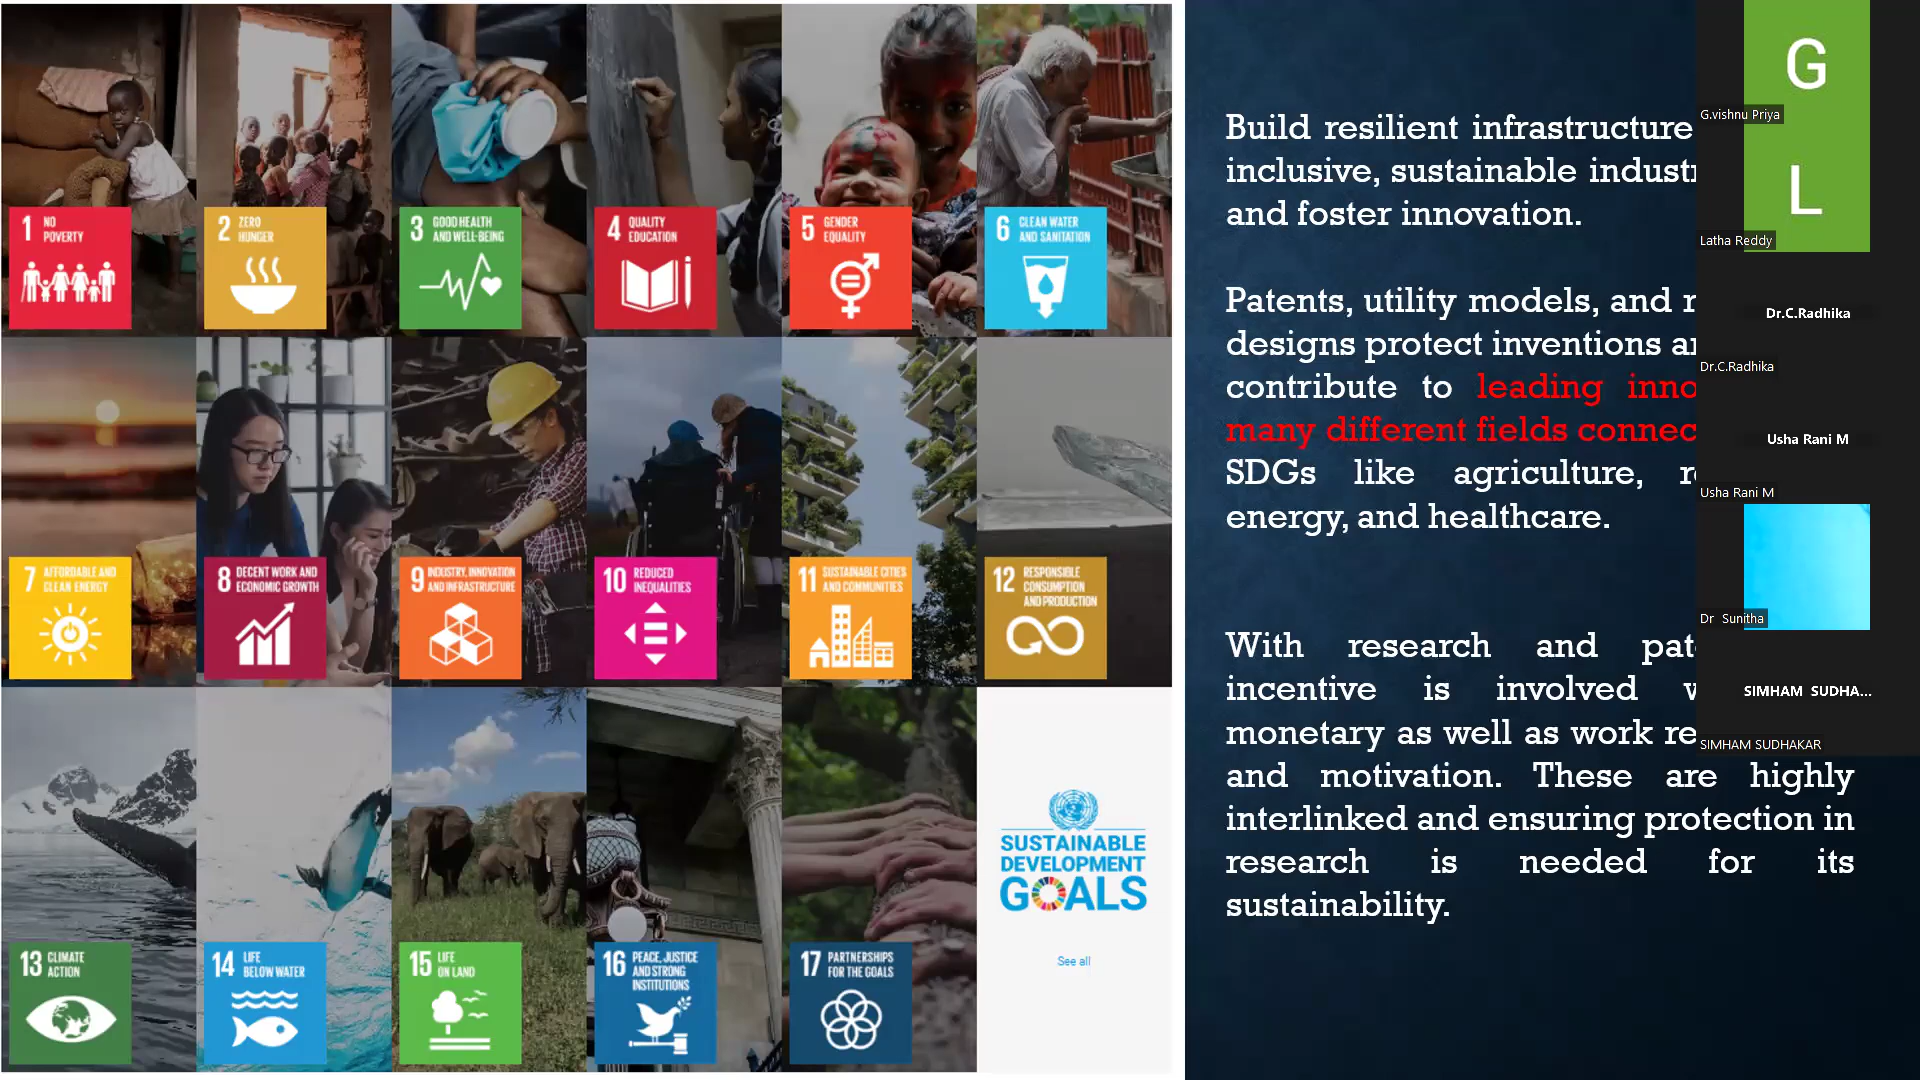 1 NO
POVERTY
2 ZERO
HUNGER
3 GOOD HEALTH
AND WELL-BEING
4 QUALITY
EDUCATION
5 GENDER
EQUALITY
6 CLEAN WATER
AND SANITATION
7 AFFORDABLE AND
CLEAN ENERGY
8 DECENT WORK AND
ECONOMIC GROWTH
9 INDUSTRY, INNOVATION
AND INFRASTRUCTURE
10 REDUCED
INEQUALITIES
11 SUSTAINABLE CITIES
AND COMMUNITIES
12 RESPONSIBLE
CONSUMPTION
AND PRODUCTION
13 CLIMATE
ACTION
14 LIFE
BELOW WATER
15 LIFE
ON LAND
16 PEACE, JUSTICE
AND STRONG
INSTITUTIONS
17 PARTNERSHIPS
FOR THE GOALS
SUSTAINABLE
DEVELOPMENT
GOALS
See all
Build resilient infrastructure
inclusive, sustainable
and foster innovation.
Patents, utility models, and
designs protect inventions
contribute to leading
many different fields
SDGs like agriculture,
energy, and healthcare.
With research and
incentive is involved
monetary as well as work
and motivation. These are highly
interlinked and ensuring protection in
research is needed for its
sustainability.
G
G.vishnu Priya
L
Latha Reddy
Dr.C.Radhika
Dr.C.Radhika
Usha Rani M
Usha Rani M
Dr Sunitha
SIMHAM SUDHA...
SIMHAM SUDHAKAR